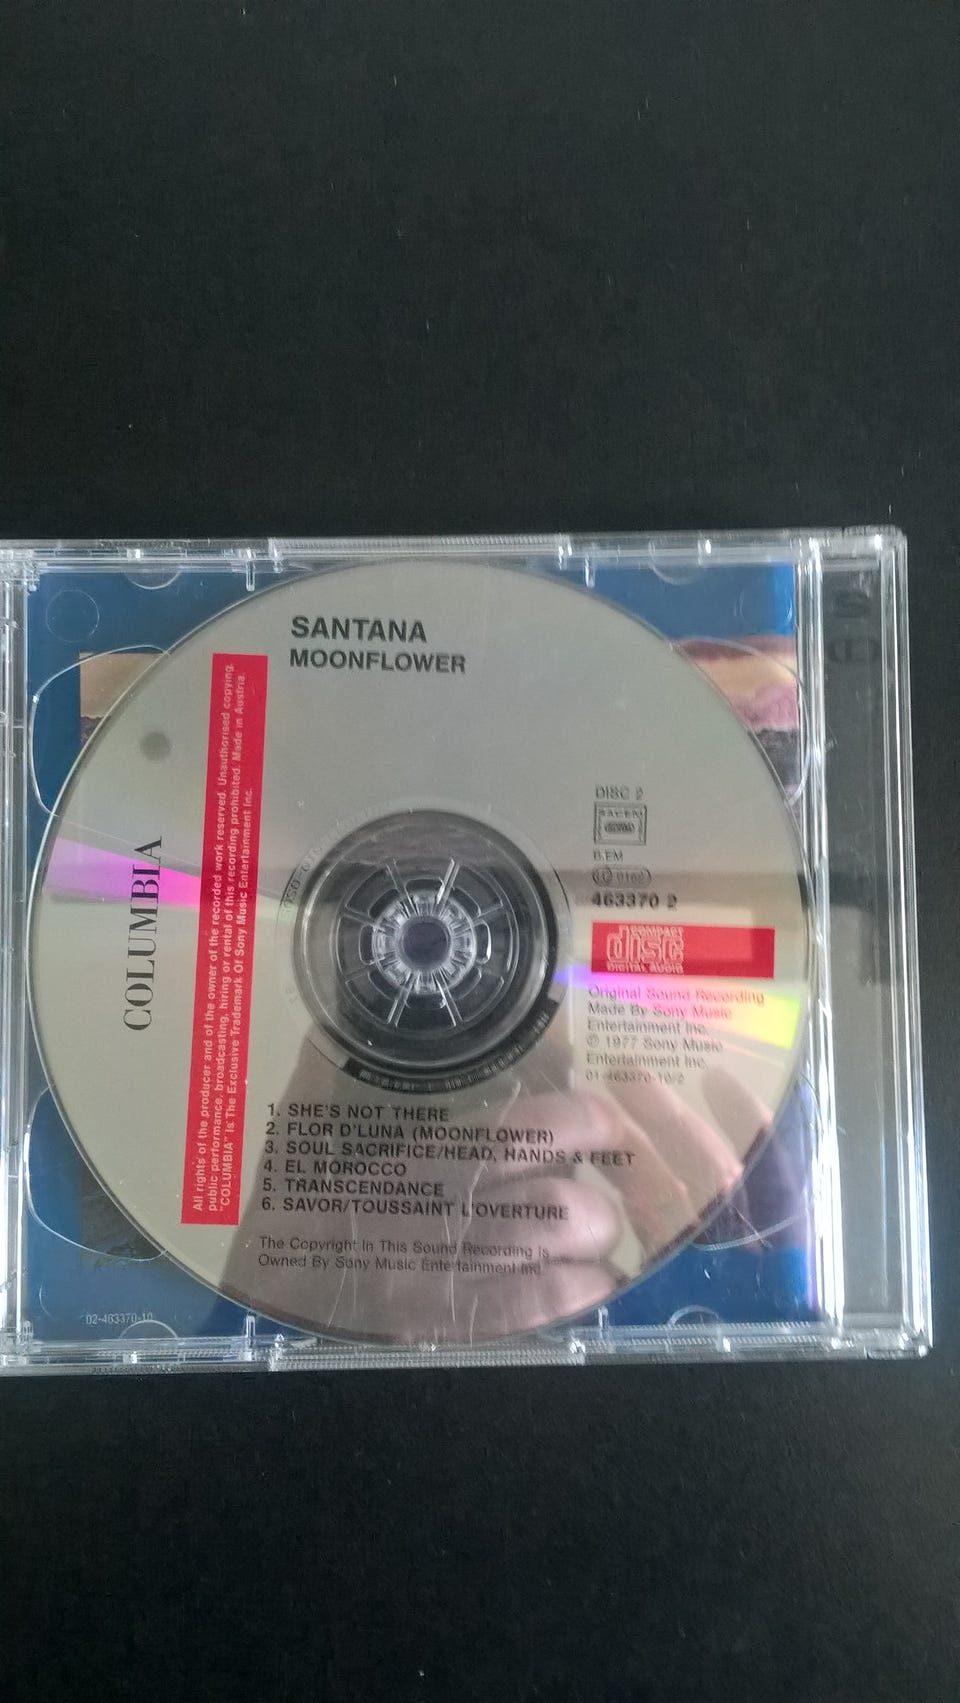 SANTANA
MOONFLOWER
All rights of the producer and of the owner of the recorded work reserved. Unauthorised copying,
public performance, broadcasting, hiring or rental of this recording prohibited. Made in Austria.
"COLUMBIA" Is The Exclusive Trademark Of Sony Music Entertainment Inc.
COLUMBIA
DISC 2
SACEM
BIEM
LC 0162
463370 2
COMPACT
disc
DIGITAL AUDIO
Original Sound Recording
Made By Sony Music
Entertainment Inc.
℗ 1977 Sony Music
Entertainment Inc.
01-463370-10/2
1. SHE'S NOT THERE
2. FLOR D'LUNA (MOONFLOWER)
3. SOUL SACRIFICE/HEAD, HANDS & FEET
4. EL MOROCCO
5. TRANSCENDANCE
6. SAVOR/TOUSSAINT L'OVERTURE
The Copyright In This Sound Recording Is
Owned By Sony Music Entertainment Inc.
02-463370-10